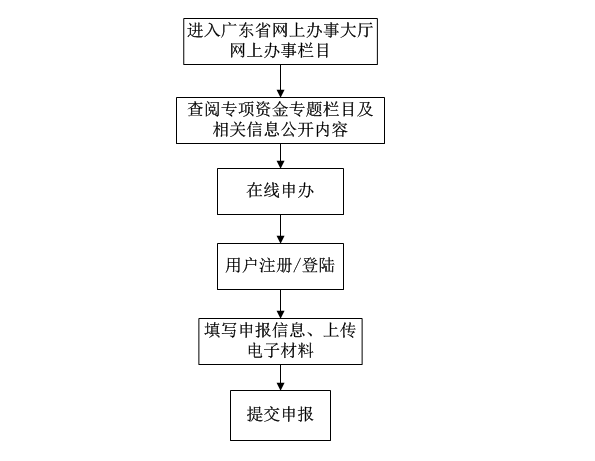 进入广东省网上办事大厅
网上办事栏目
查阅专项资金专题栏目及
相关信息公开内容
在线申办
用户注册/登陆
填写申报信息、上传
电子材料
提交申报